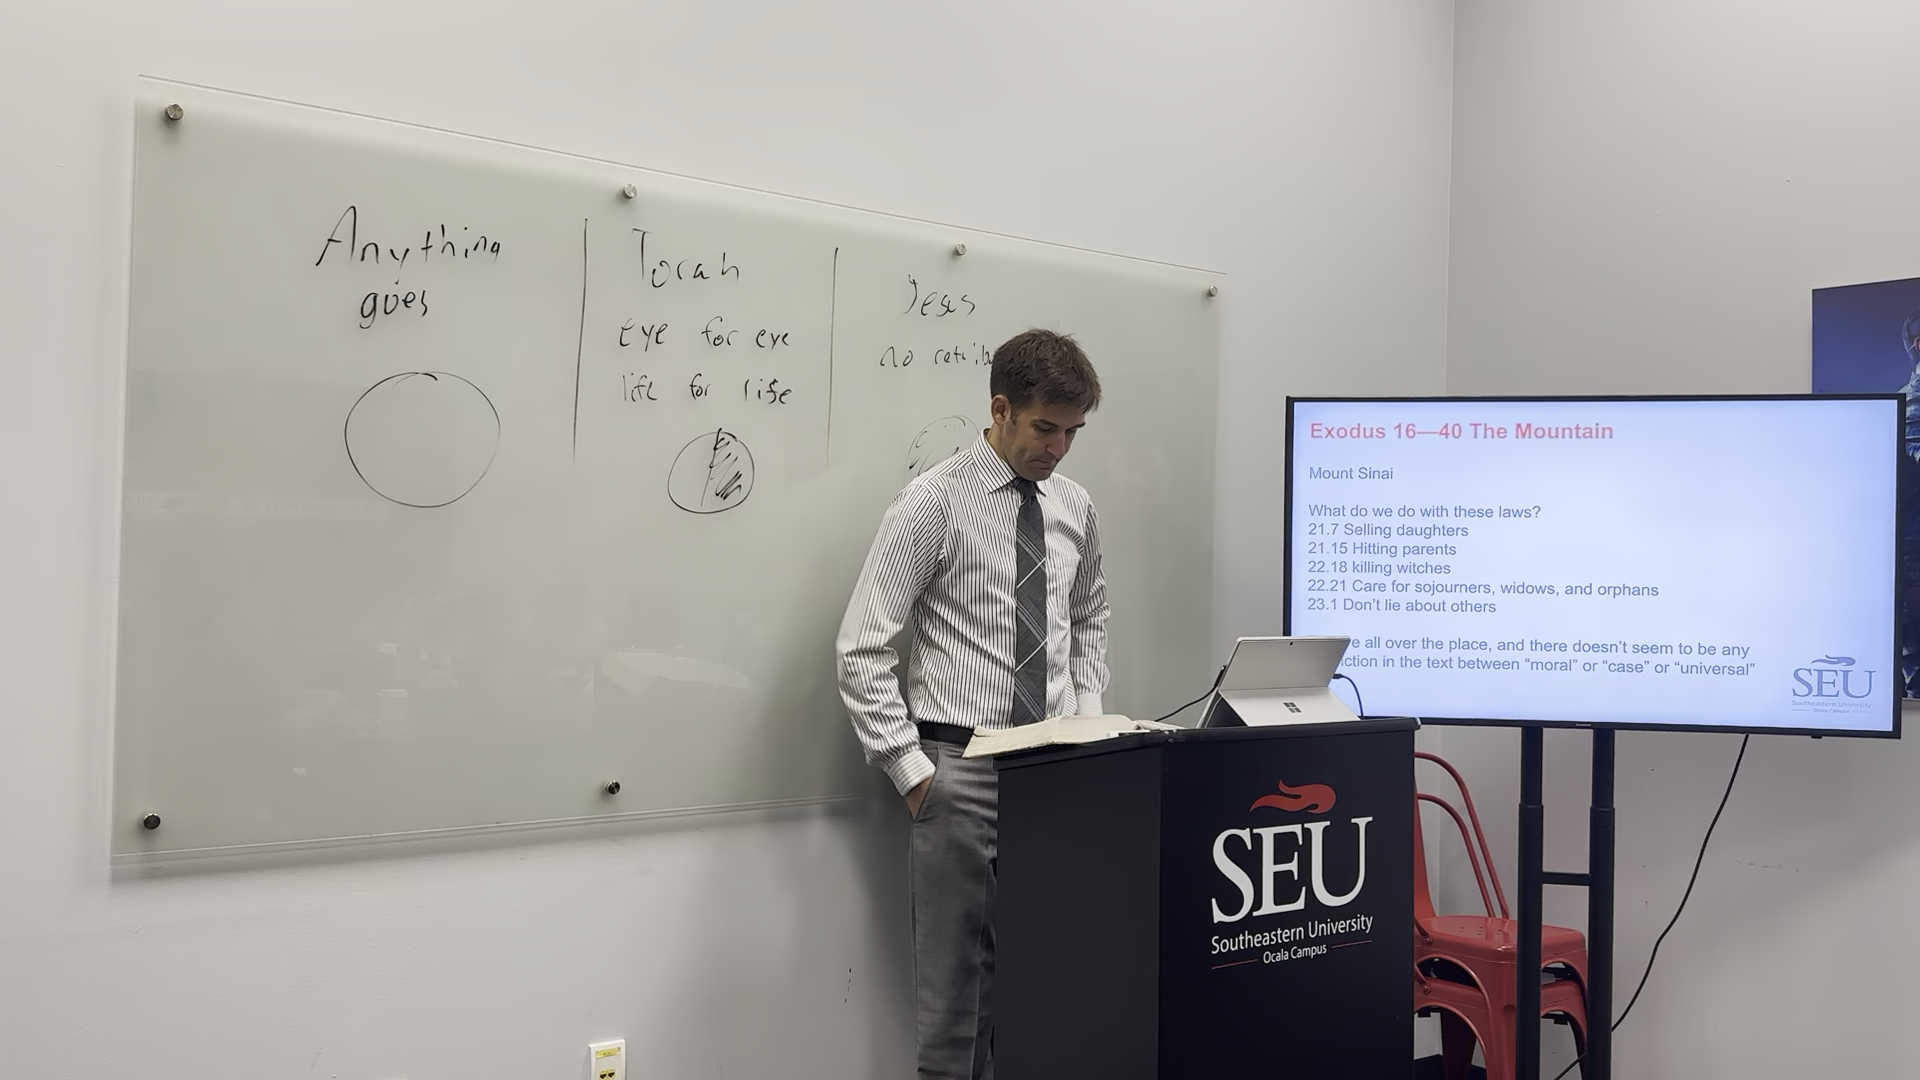 Anything
goes
Torah
eye for eye
life for life
Jesus
no
Exodus 16—40 The Mountain
Mount Sinai
What do we do with these laws?
21.7 Selling daughters
21.15 Hitting parents
22.18 killing witches
22.21 Care for sojourners, widows, and orphans
23.1 Don't lie about others
all over the place, and there doesn't seem to be any
in the text between "moral" or "case" or "universal"
SEU
Southeastern University
Ocala Campus
SEU
Southeastern University
Ocala Campus